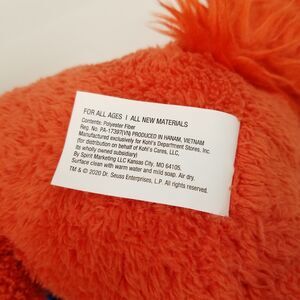 FOR ALL AGES | ALL NEW MATERIALS
Contents: Polyester Fiber
Reg. No. PA-17397(VN) PRODUCED IN HANAM, VIETNAM
Manufactured exclusively for Kohl's Department Stores, Inc.
(for distribution on behalf of Kohl's Cares, LLC,
its wholly owned subsidiary)
By Spirit Marketing LLC Kansas City, MO 64105.
Surface clean with warm water and mild soap. Air dry.
TM & © 2020 Dr. Seuss Enterprises, L.P. All rights reserved.